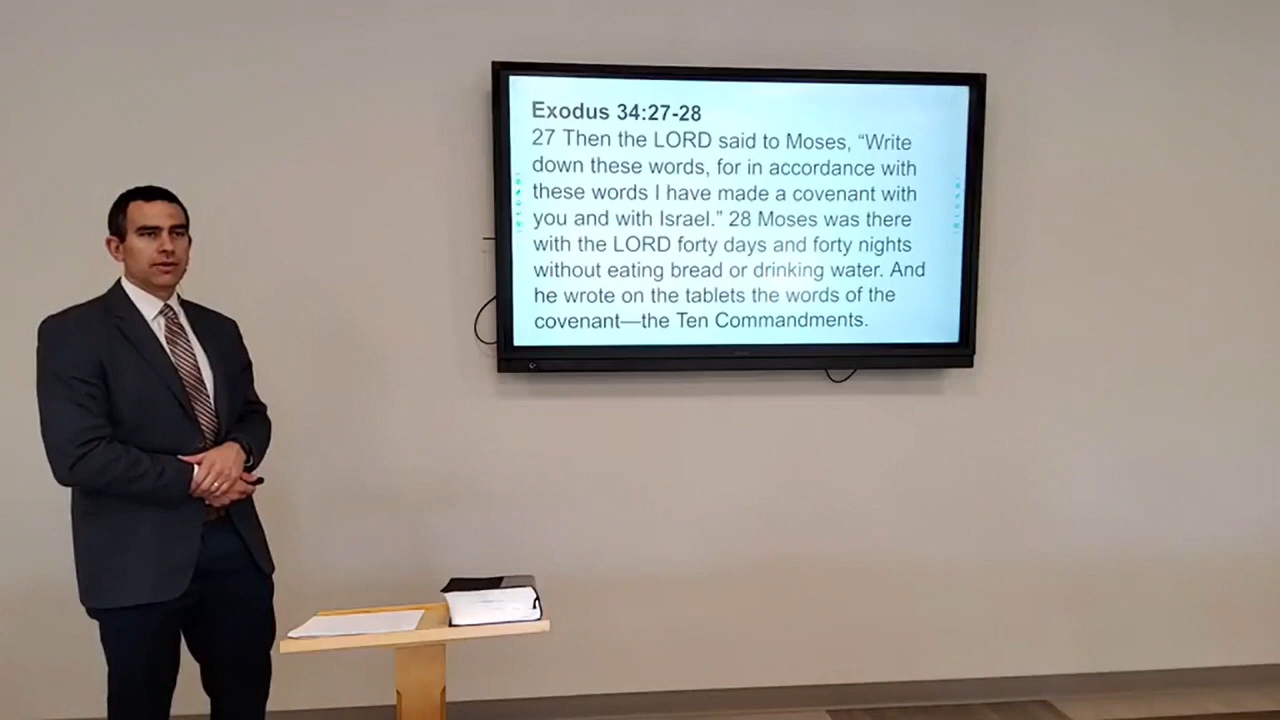 Exodus 34:27-28
27 Then the LORD said to Moses, “Write
down these words, for in accordance with
these words I have made a covenant with
you and with Israel.” 28 Moses was there
with the LORD forty days and forty nights
without eating bread or drinking water. And
he wrote on the tablets the words of the
covenant—the Ten Commandments.